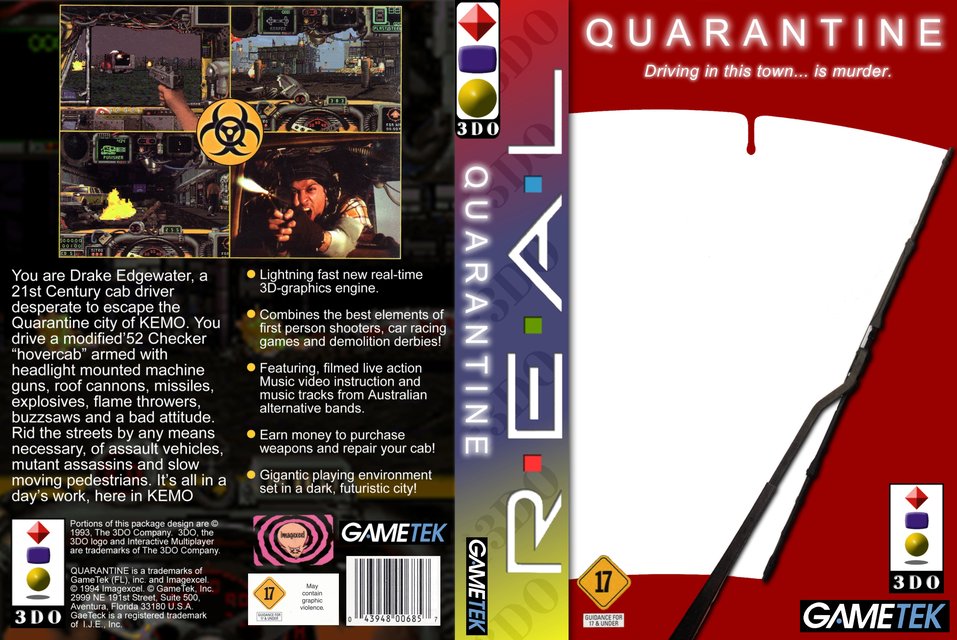 You are Drake Edgewater, a
21st Century cab driver
desperate to escape the
Quarantine city of KEMO. You
drive a modified'52 Checker
“hovercab” armed with
headlight mounted machine
guns, roof cannons, missiles,
explosives, flame throwers,
buzzsaws and a bad attitude.
Rid the streets by any means
necessary, of assault vehicles,
mutant assassins and slow
moving pedestrians. It's all in a
day's work, here in KEMO
Lightning fast new real-time
3D-graphics engine.
Combines the best elements of
first person shooters, car racing
games and demolition derbies!
Featuring, filmed live action
Music video instruction and
music tracks from Australian
alternative bands.
Earn money to purchase
weapons and repair your cab!
Gigantic playing environment
set in a dark, futuristic city!
3DO
Portions of this package design are ©
1993, The 3DO Company. 3DO, the
3DO logo and Interactive Multiplayer
are trademarks of The 3DO Company.
QUARANTINE is a trademarks of
GameTek (FL), inc. and Imagexcel.
© 1994 Imagexcel. © GameTek, Inc.
2999 NE 191st Street, Suite 500,
Aventura, Florida 33180 U.S.A.
GaeTeck is a registered trademark
of I.J.E., Inc.
imagexcel
GAMETEK
17
GUIDANCE FOR
17 & UNDER
May
contain
graphic
violence.
0 43948 00685 7
3DO
QUARANTINE
R·E·A·L
GAMETEK
QUARANTINE
Driving in this town... is murder.
17
GUIDANCE FOR
17 & UNDER
3DO
GAMETEK